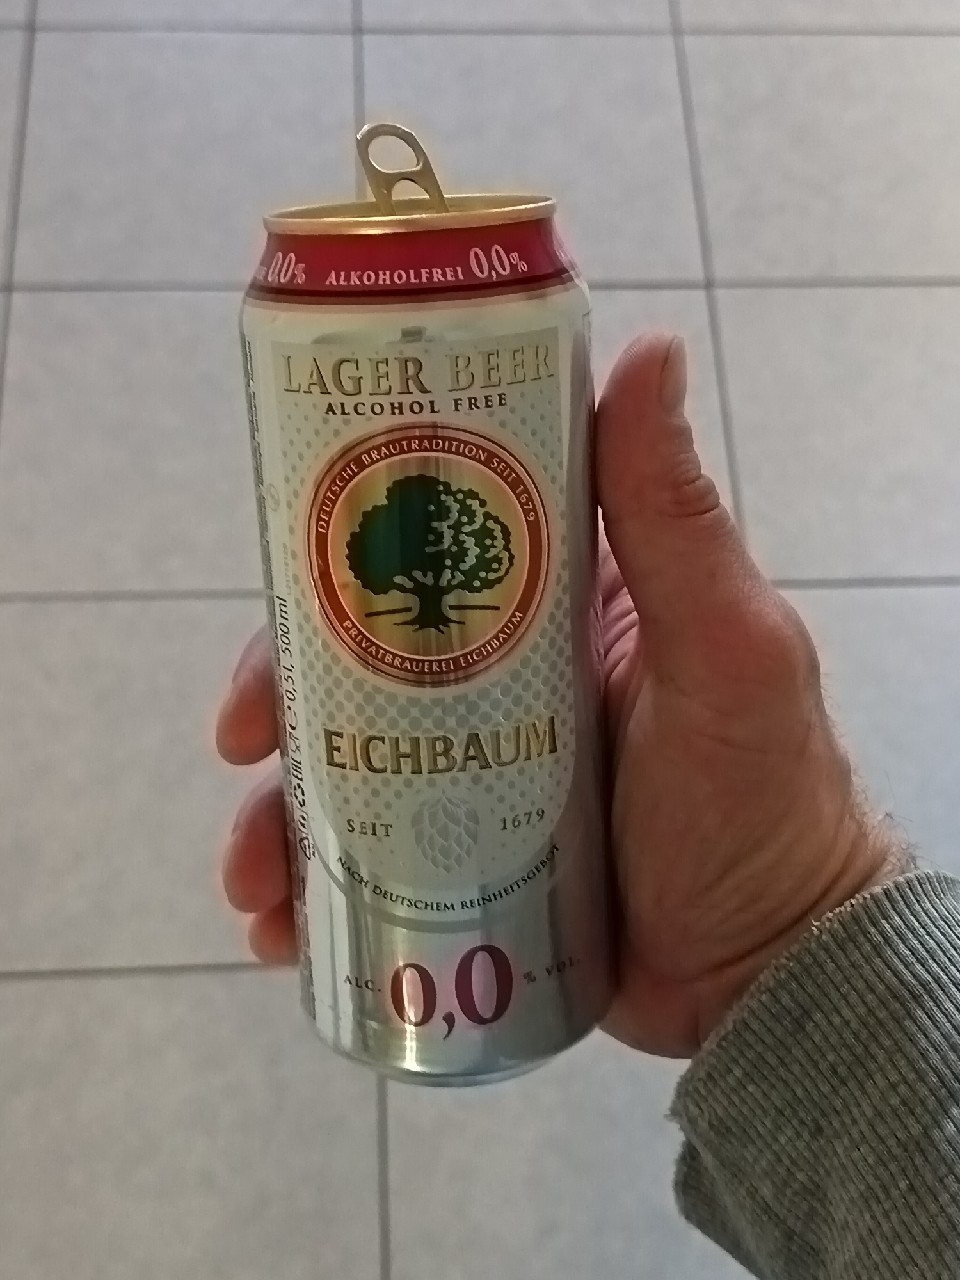 0,0%
ALKOHOLFREI 0,0%
LAGER BEER
ALCOHOL FREE
DEUTSCHE BRAUTRADITION SEIT 1679
PRIVATBRAUEREI EICHBAUM
EICHBAUM
SEIT 1679
NACH DEUTSCHEM REINHEITSGEBOT
ALC. 0,0 % VOL.
EAC e 0,5 l, 500 ml